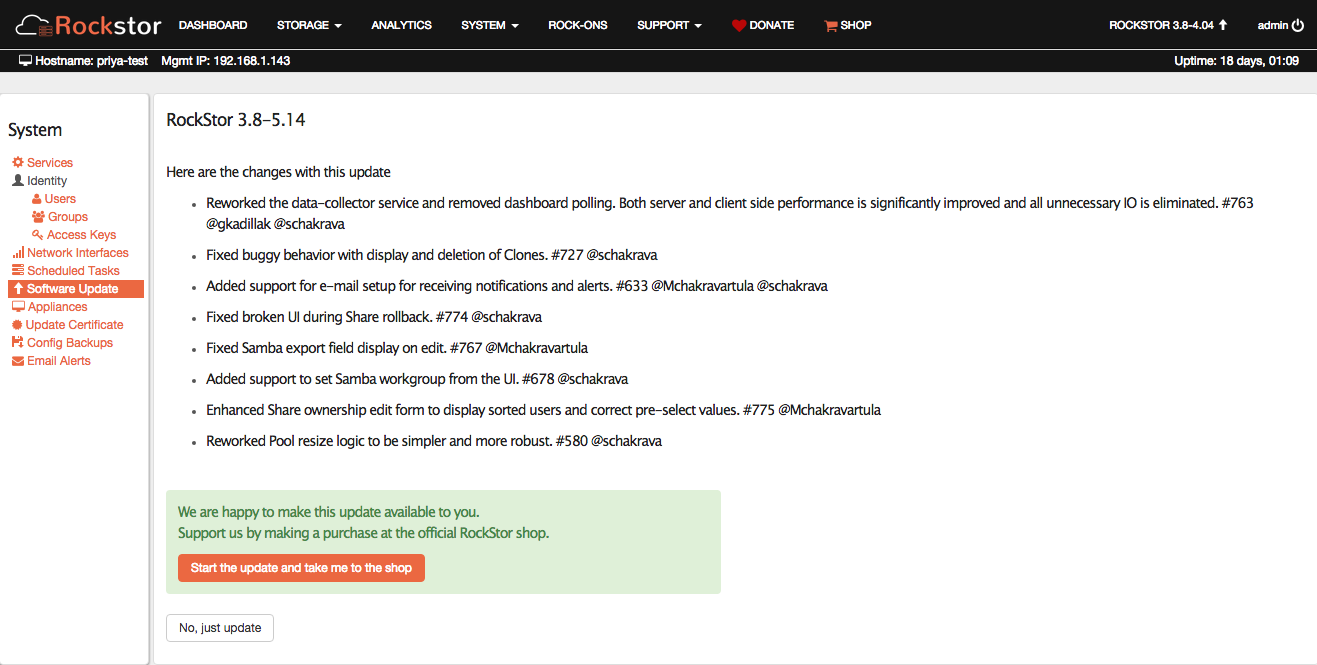 Rockstor DASHBOARD STORAGE ANALYTICS SYSTEM ROCK-ONS SUPPORT DONATE SHOP ROCKSTOR 3.8-4.04 admin
Hostname: priya-test Mgmt IP: 192.168.1.143 Uptime: 18 days, 01:09
System
Services
Identity
Users
Groups
Access Keys
Network Interfaces
Scheduled Tasks
Software Update
Appliances
Update Certificate
Config Backups
Email Alerts
RockStor 3.8-5.14
Here are the changes with this update
• Reworked the data-collector service and removed dashboard polling. Both server and client side performance is significantly improved and all unnecessary IO is eliminated. #763
@gkadillak @schakrava
• Fixed buggy behavior with display and deletion of Clones. #727 @schakrava
• Added support for e-mail setup for receiving notifications and alerts. #633 @Mchakravartula @schakrava
• Fixed broken UI during Share rollback. #774 @schakrava
• Fixed Samba export field display on edit. #767 @Mchakravartula
• Added support to set Samba workgroup from the UI. #678 @schakrava
• Enhanced Share ownership edit form to display sorted users and correct pre-select values. #775 @Mchakravartula
• Reworked Pool resize logic to be simpler and more robust. #580 @schakrava
We are happy to make this update available to you.
Support us by making a purchase at the official RockStor shop.
Start the update and take me to the shop
No, just update